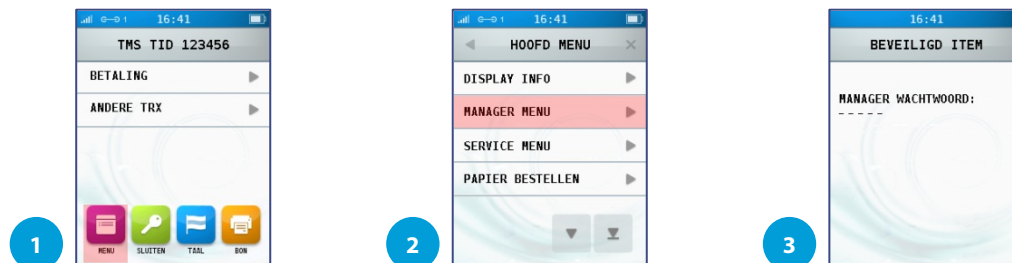 16:41
TMS TID 123456
BETALING
ANDERE TRX
MENU SLUITEN TAAL BON
1
16:41
HOOFD MENU
DISPLAY INFO
MANAGER MENU
SERVICE MENU
PAPIER BESTELLEN
2
16:41
BEVEILIGD ITEM
MANAGER WACHTWOORD:
- - - - -
3